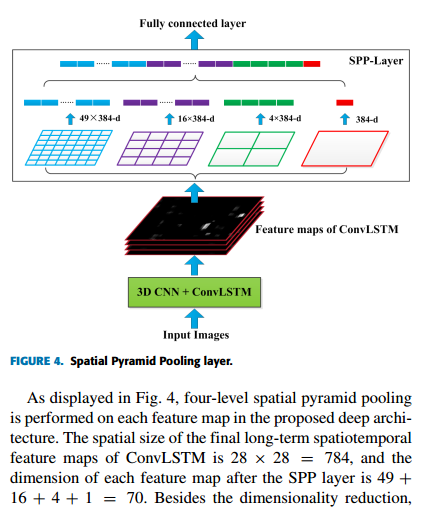 Fully connected layer
SPP-Layer
49×384-d
16×384-d
4×384-d
384-d
Feature maps of ConvLSTM
3D CNN + ConvLSTM
Input Images
FIGURE 4. Spatial Pyramid Pooling layer.
As displayed in Fig. 4, four-level spatial pyramid pooling
is performed on each feature map in the proposed deep archi-
tecture. The spatial size of the final long-term spatiotemporal
feature maps of ConvLSTM is 28 × 28 = 784, and the
dimension of each feature map after the SPP layer is 49 +
16 + 4 + 1 = 70. Besides the dimensionality reduction,